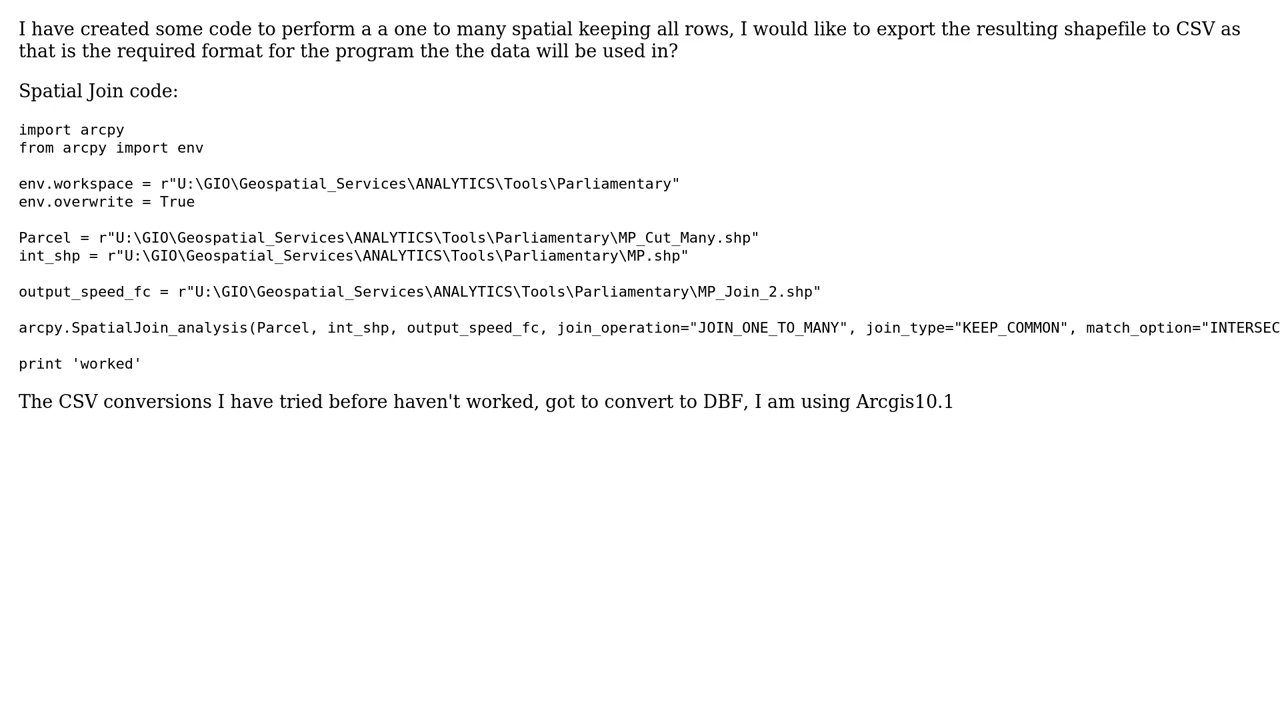 I have created some code to perform a a one to many spatial keeping all rows, I would like to export the resulting shapefile to CSV as
that is the required format for the program the the data will be used in?
Spatial Join code:
import arcpy
from arcpy import env
env.workspace = r"U:\GIO\Geospatial_Services\ANALYTICS\Tools\Parliamentary"
env.overwrite = True
Parcel = r"U:\GIO\Geospatial_Services\ANALYTICS\Tools\Parliamentary\MP_Cut_Many.shp"
int_shp = r"U:\GIO\Geospatial_Services\ANALYTICS\Tools\Parliamentary\MP.shp"
output_speed_fc = r"U:\GIO\Geospatial_Services\ANALYTICS\Tools\Parliamentary\MP_Join_2.shp"
arcpy.SpatialJoin_analysis(Parcel, int_shp, output_speed_fc, join_operation="JOIN_ONE_TO_MANY", join_type="KEEP_COMMON", match_option="INTERSEC
print 'worked'
The CSV conversions I have tried before haven't worked, got to convert to DBF, I am using Arcgis10.1